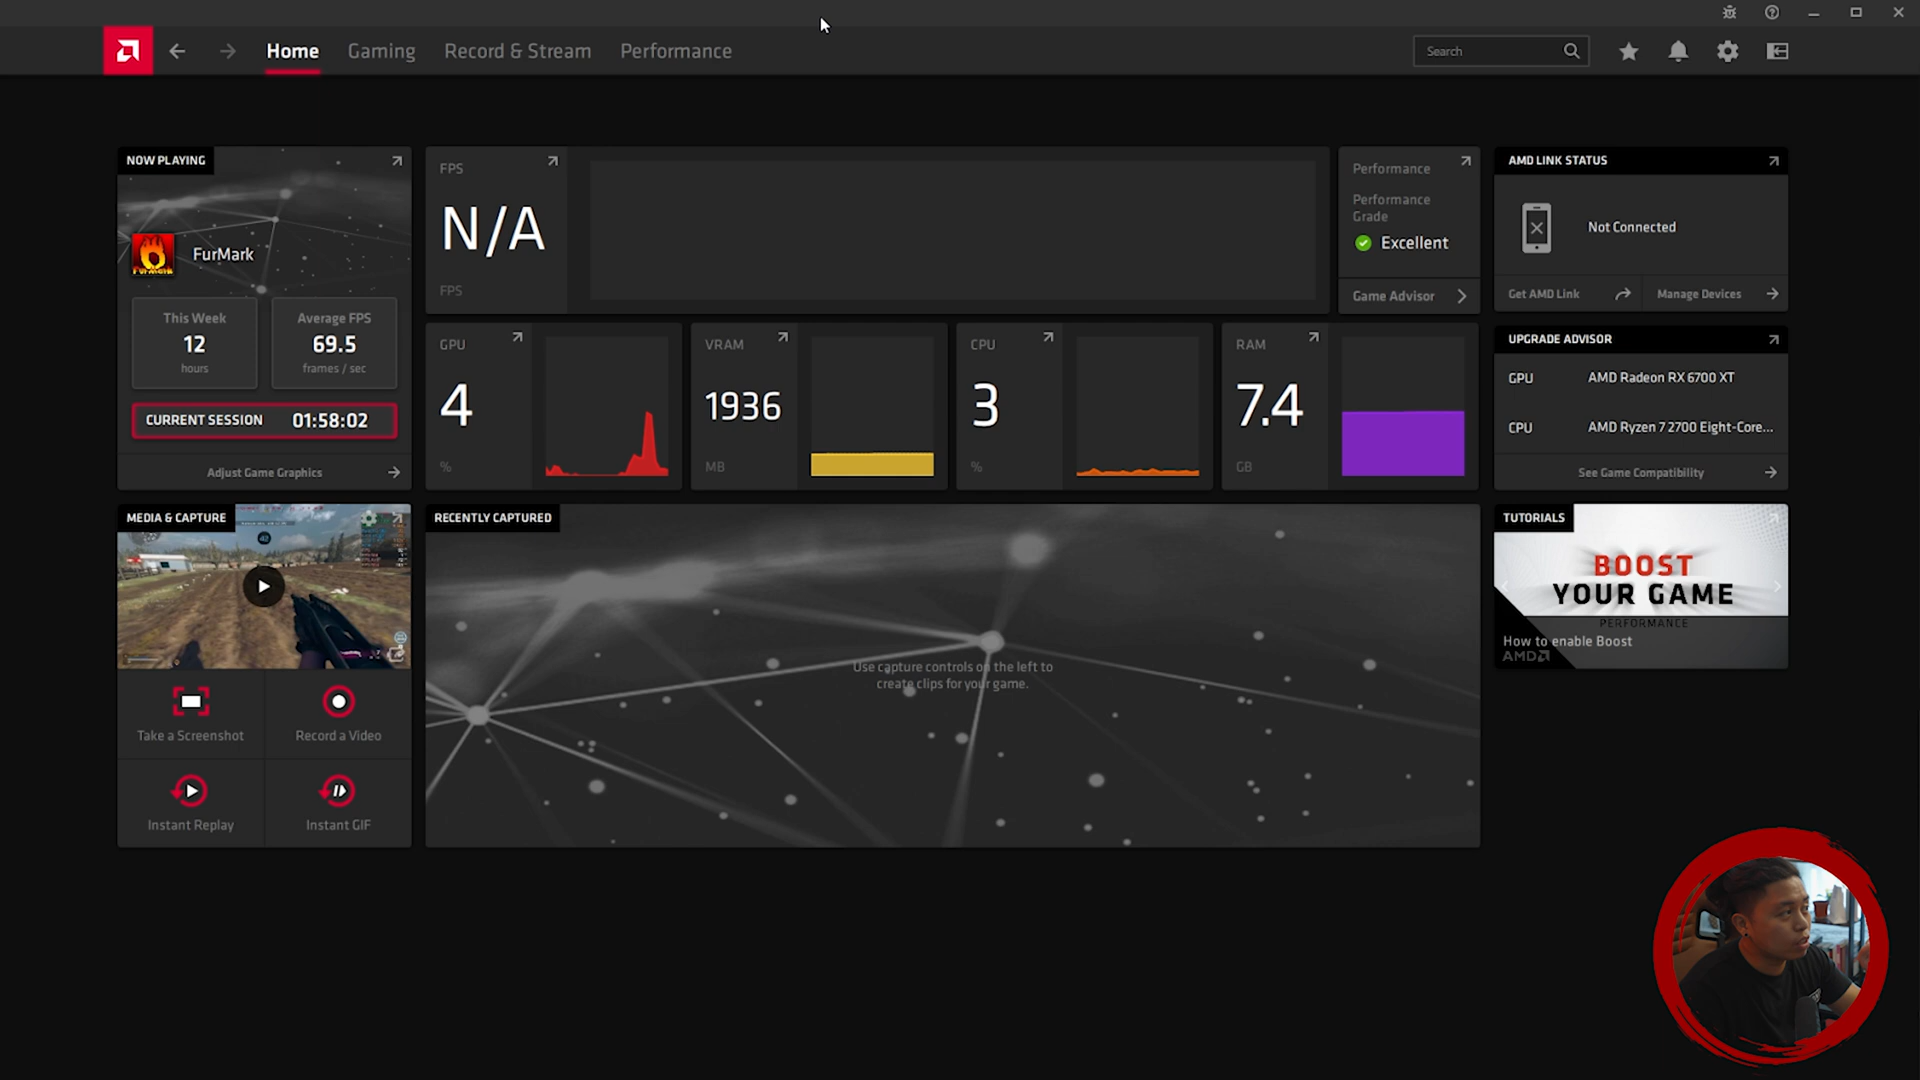 Home
Gaming
Record & Stream
Performance
Search
NOW PLAYING
FurMark
This Week
12
hours
Average FPS
69.5
frames / sec
CURRENT SESSION
01:58:02
Adjust Game Graphics
FPS
N/A
FPS
Performance
Performance
Grade
Excellent
Game Advisor
AMD LINK STATUS
Not Connected
Get AMD Link
Manage Devices
GPU
4
%
VRAM
1936
MB
CPU
3
%
RAM
7.4
GB
UPGRADE ADVISOR
GPU
AMD Radeon RX 6700 XT
CPU
AMD Ryzen 7 2700 Eight-Core...
See Game Compatibility
MEDIA & CAPTURE
Take a Screenshot
Record a Video
Instant Replay
Instant GIF
RECENTLY CAPTURED
Use capture controls on the left to
create clips for your game.
TUTORIALS
BOOST
YOUR GAME
PERFORMANCE
How to enable Boost
AMD